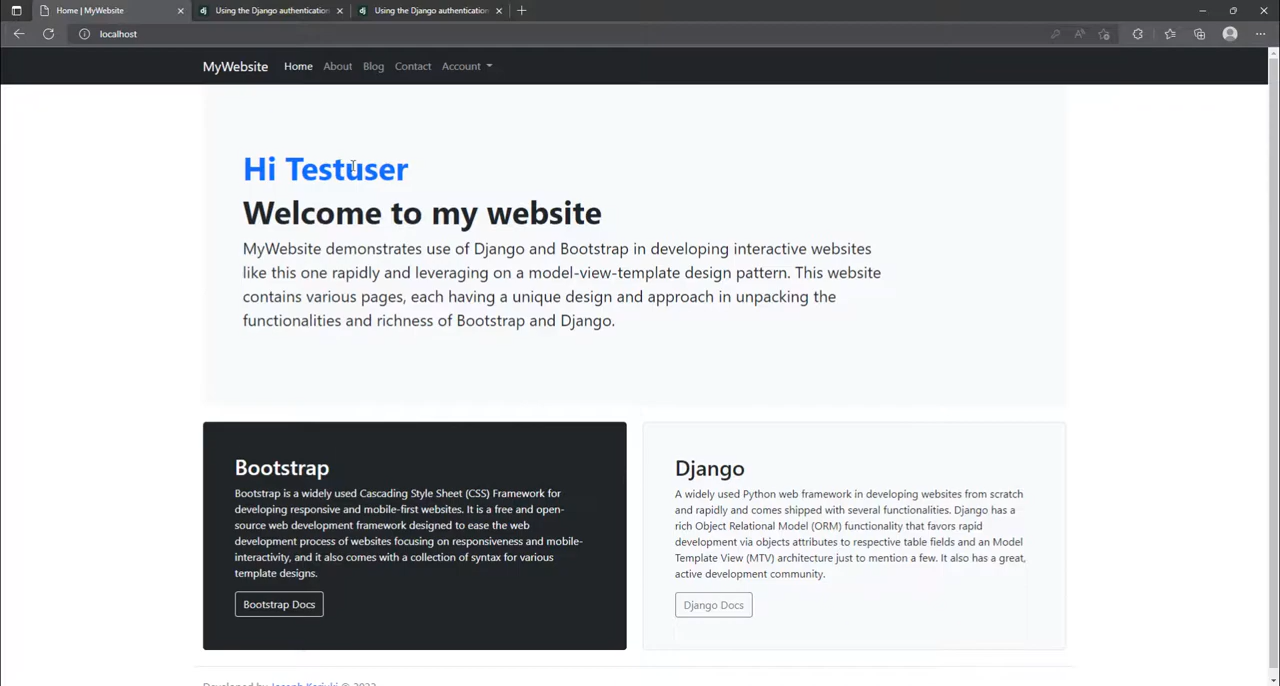 Home | MyWebsite
Using the Django authentication
Using the Django authentication
localhost
MyWebsite Home About Blog Contact Account
Hi Testuser
Welcome to my website
MyWebsite demonstrates use of Django and Bootstrap in developing interactive websites
like this one rapidly and leveraging on a model-view-template design pattern. This website
contains various pages, each having a unique design and approach in unpacking the
functionalities and richness of Bootstrap and Django.
Bootstrap
Bootstrap is a widely used Cascading Style Sheet (CSS) Framework for
developing responsive and mobile-first websites. It is a free and open-
source web development framework designed to ease the web
development process of websites focusing on responsiveness and mobile-
interactivity, and it also comes with a collection of syntax for various
template designs.
Bootstrap Docs
Django
A widely used Python web framework in developing websites from scratch
and rapidly and comes shipped with several functionalities. Django has a
rich Object Relational Model (ORM) functionality that favors rapid
development via objects attributes to respective table fields and an Model
Template View (MTV) architecture just to mention a few. It also has a great,
active development community.
Django Docs
Developed by Joseph Kariuki © 2022